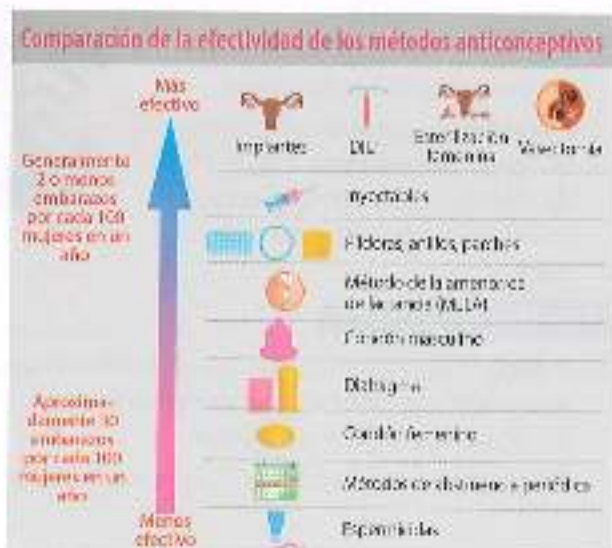 Comparación de la efectividad de los métodos anticonceptivos
Más
efectivo
Implantes
DIU
Esterilización
femenina
Vasectomía
Generalmente
2 o menos
embarazos
por cada 100
mujeres en un
año
Inyectables
Píldoras, anillos, parches
Método de la amenorrea
de lactancia (MELA)
Condón masculino
Diafragma
Aproxima-
damente 30
embarazos
por cada 100
mujeres en un
año
Condón femenino
Métodos de abstinencia periódica
Menos
efectivo
Espermicidas